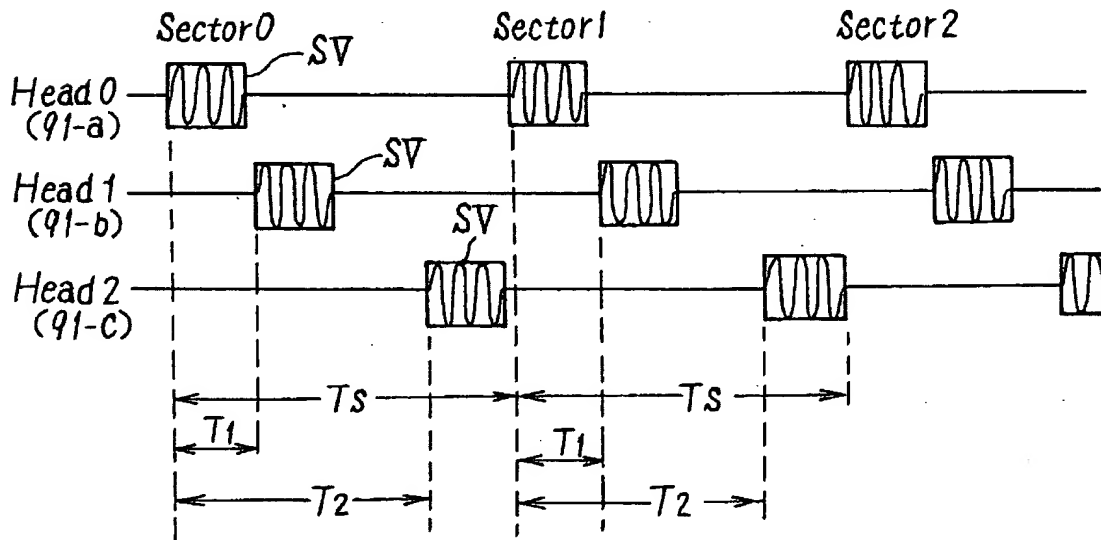 Sector0 Sector1 Sector2
SV
Head 0
(91-a)
SV
Head 1
(91-b)
SV
Head 2
(91-c)
Ts Ts
T1 T1
T2 T2